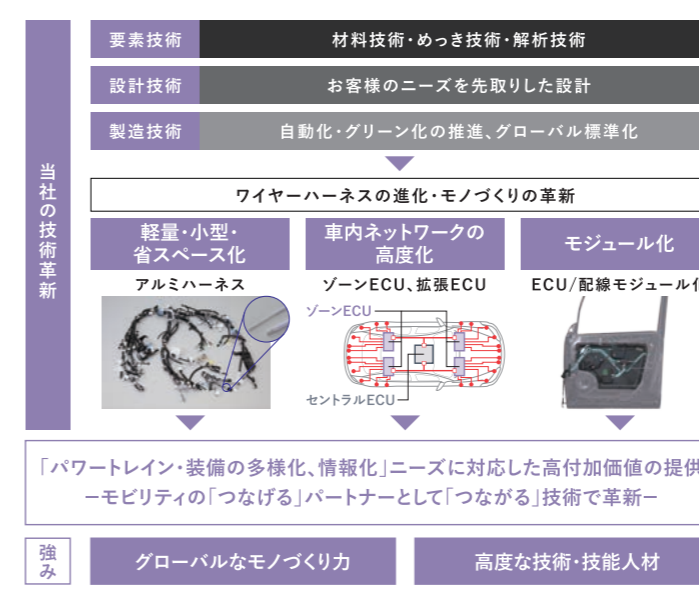 当社の技術革新
要素技術
材料技術・めっき技術・解析技術
設計技術
お客様のニーズを先取りした設計
製造技術
自動化・グリーン化の推進、グローバル標準化
ワイヤーハーネスの進化・モノづくりの革新
軽量・小型・
省スペース化
アルミハーネス
車内ネットワークの
高度化
ゾーンECU、拡張ECU
ゾーンECU
セントラルECU
モジュール化
ECU/配線モジュール化
「パワートレイン・装備の多様化、情報化」ニーズに対応した高付加価値の提供
−モビリティの「つなげる」パートナーとして「つながる」技術で革新−
強み
グローバルなモノづくり力
高度な技術・技能人材